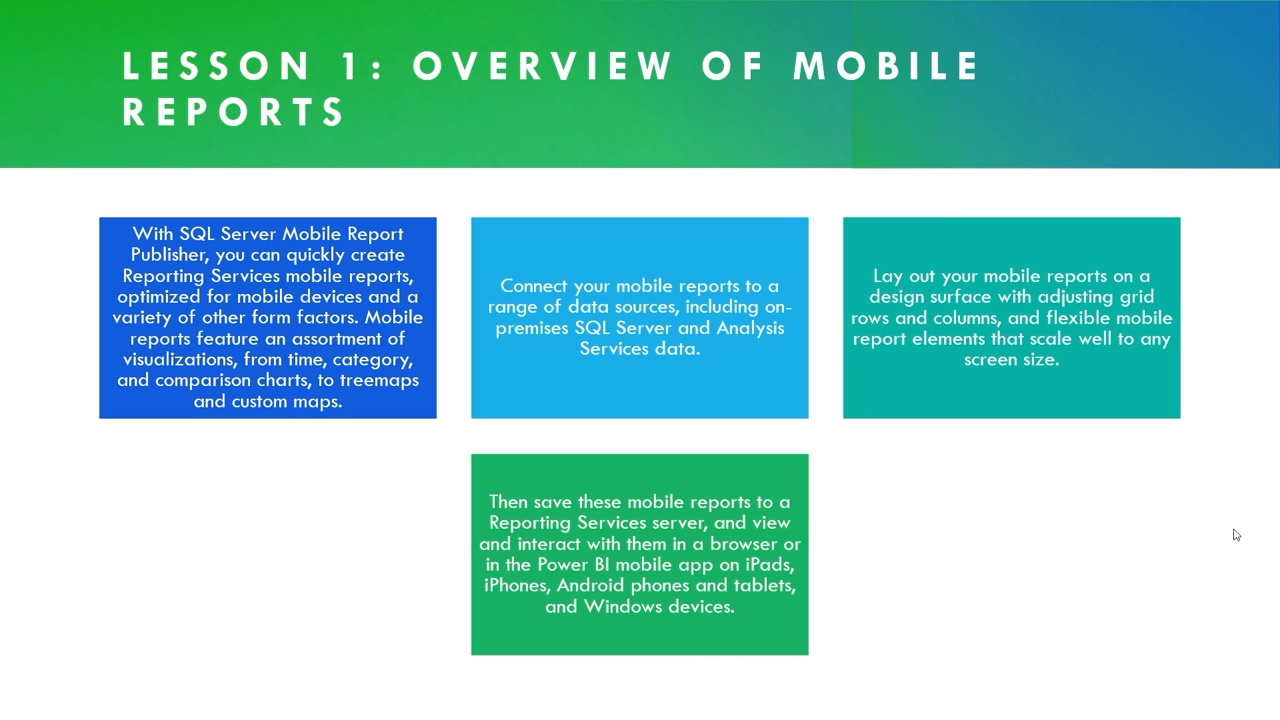 LESSON 1: OVERVIEW OF MOBILE
REPORTS
With SQL Server Mobile Report
Publisher, you can quickly create
Reporting Services mobile reports,
optimized for mobile devices and a
variety of other form factors. Mobile
reports feature an assortment of
visualizations, from time, category,
and comparison charts, to treemaps
and custom maps.
Connect your mobile reports to a
range of data sources, including on-
premises SQL Server and Analysis
Services data.
Lay out your mobile reports on a
design surface with adjusting grid
rows and columns, and flexible mobile
report elements that scale well to any
screen size.
Then save these mobile reports to a
Reporting Services server, and view
and interact with them in a browser or
in the Power BI mobile app on iPads,
iPhones, Android phones and tablets,
and Windows devices.